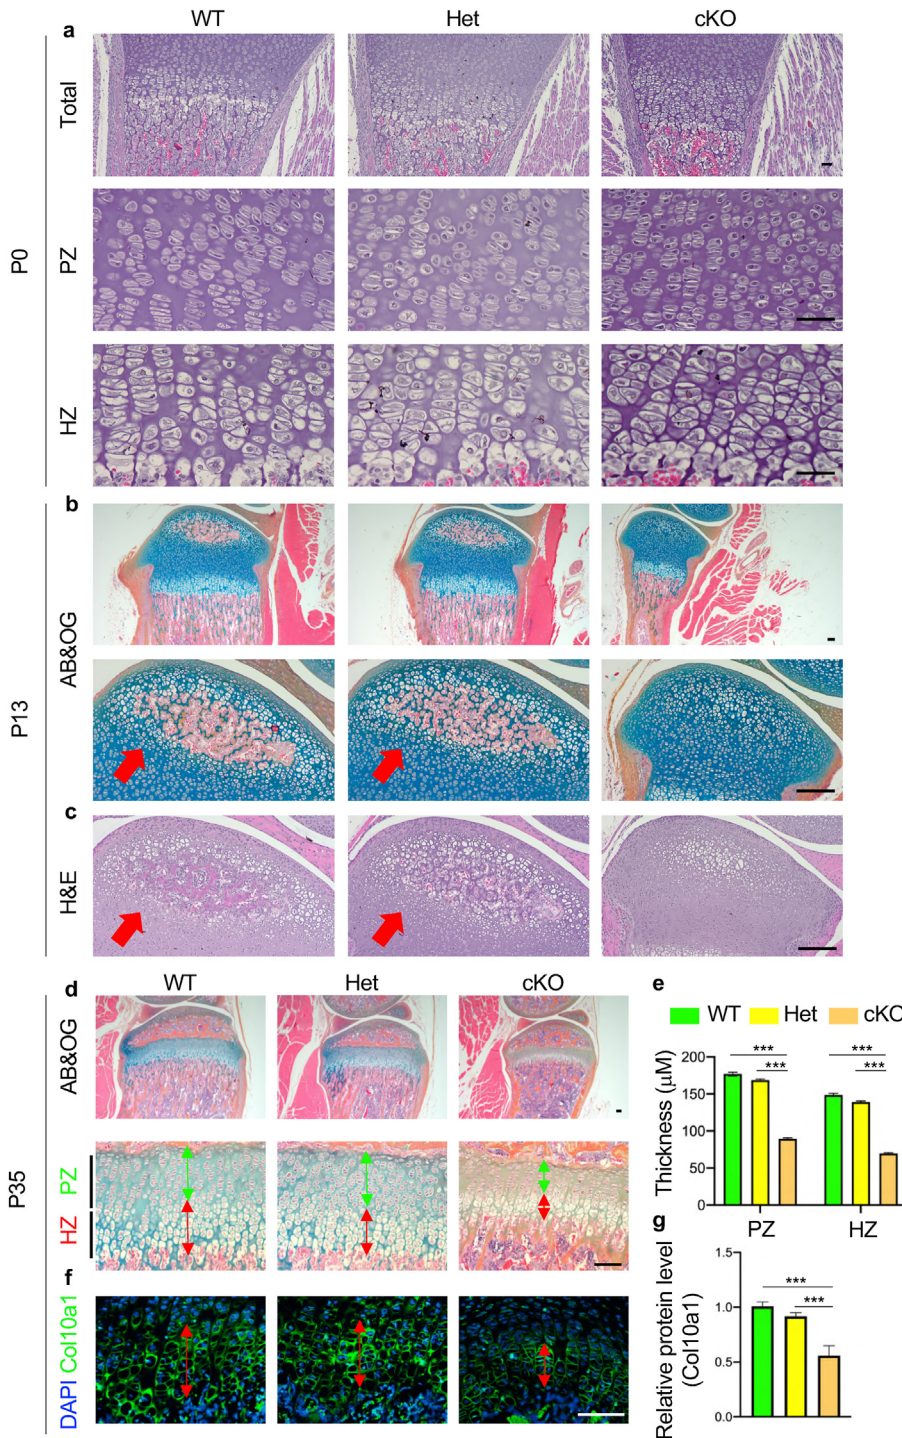 WT Het cKO
a
P0
Total
PZ
HZ
b
P13
AB&OG
c
H&E
WT Het cKO
d
P35
AB&OG
PZ
HZ
f
DAPI Col10a1
e
WT Het cKO
Thickness (μM)
200
150
100
50
0
*** ***
*** ***
PZ HZ
g
Relative protein level
(Col10a1)
1.0
0.5
0.0
***
***